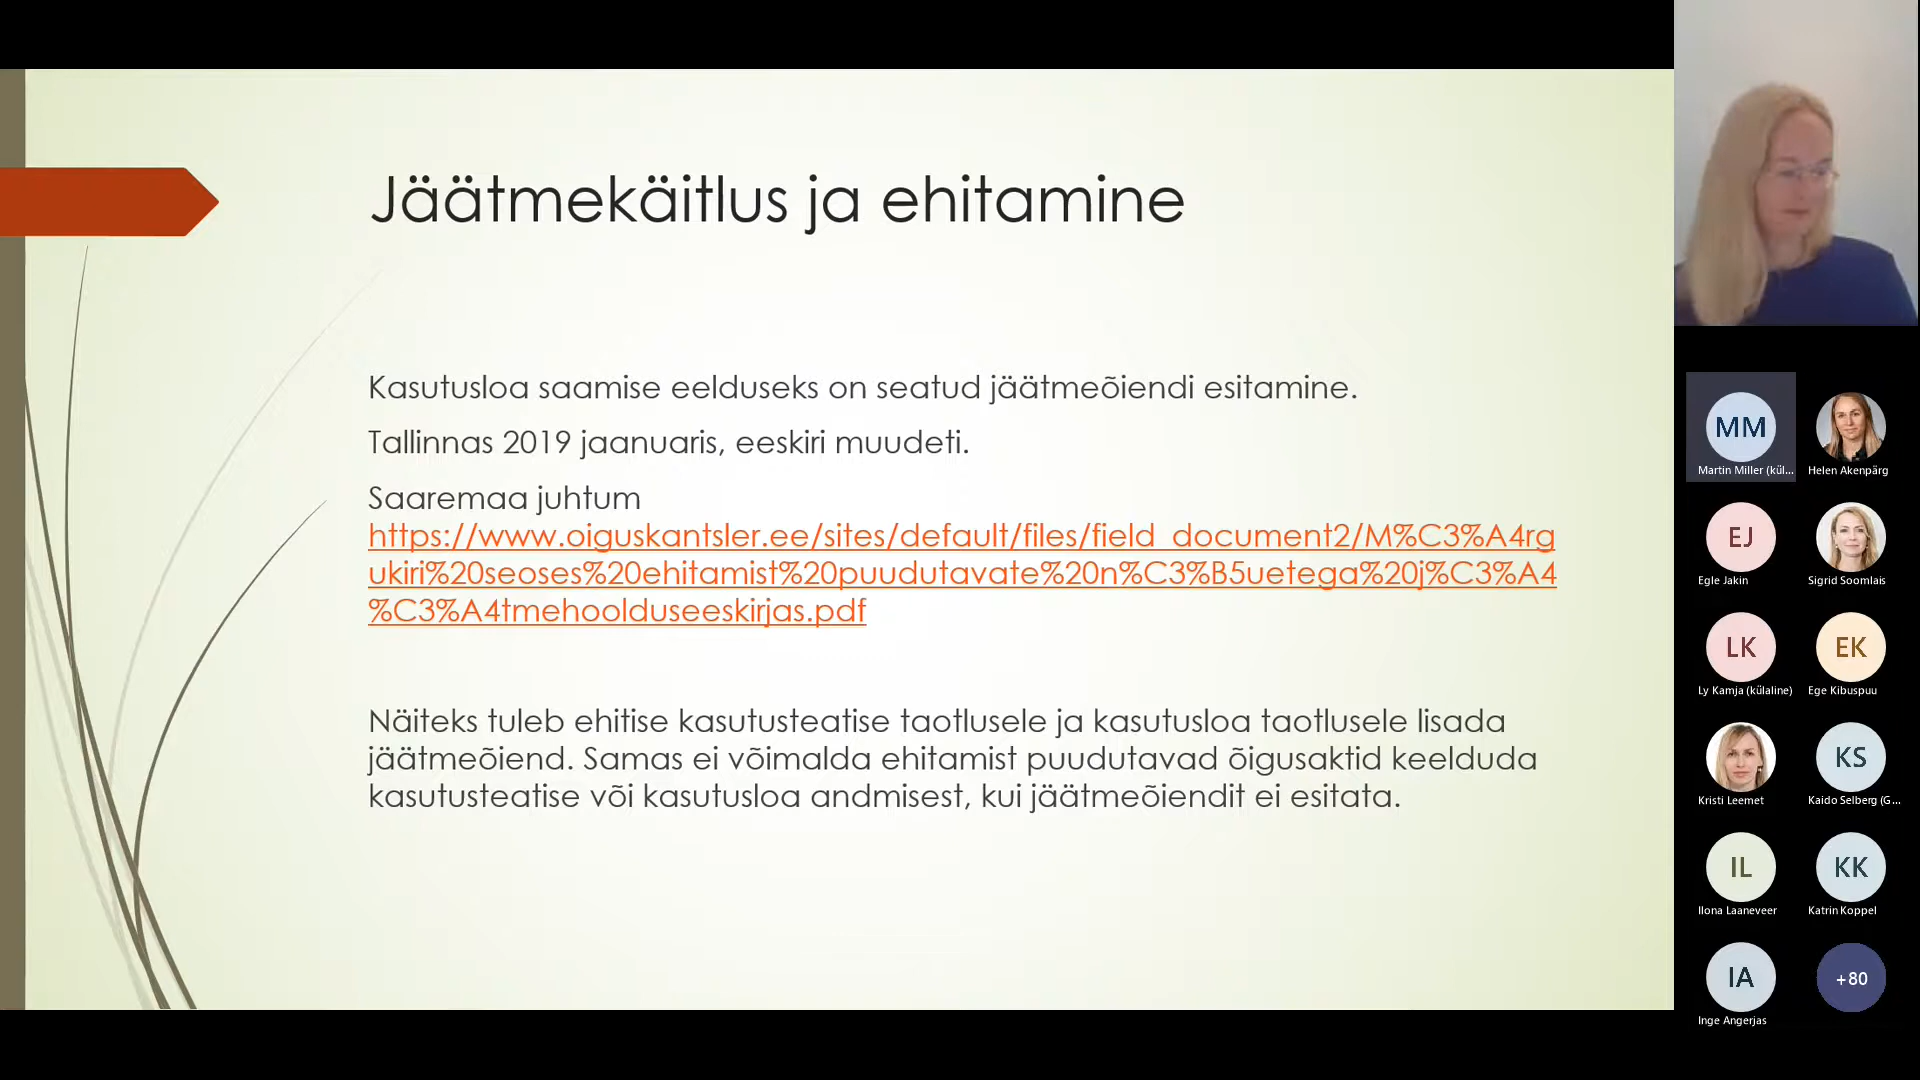 Jäätmekäitlus ja ehitamine
Kasutusloa saamise eelduseks on seatud jäätmeõiendi esitamine.
Tallinnas 2019 jaanuaris, eeskiri muudeti.
Saaremaa juhtum
https://www.oiguskantsler.ee/sites/default/files/field_document2/M%C3%A4rg
ukiri%20seoses%20ehitamist%20puudutavate%20n%C3%B5uetega%20j%C3%A4
%C3%A4tmehoolduseeskirjas.pdf
Näiteks tuleb ehitise kasutusteatise taotlusele ja kasutusloa taotlusele lisada
jäätmeõiend. Samas ei võimalda ehitamist puudutavad õigusaktid keelduda
kasutusteatise või kasutusloa andmisest, kui jäätmeõiendit ei esitata.
MM
Martin Miller (kül...
Helen Akenpärg
EJ
Egle Jakin
Sigrid Soomlais
LK
EK
Ly Kamja (külaline)
Ege Kibuspuu
KS
Kristi Leemet
Kaido Selberg (G...
IL
KK
Ilona Laaneveer
Katrin Koppel
IA
+80
Inge Angerjas